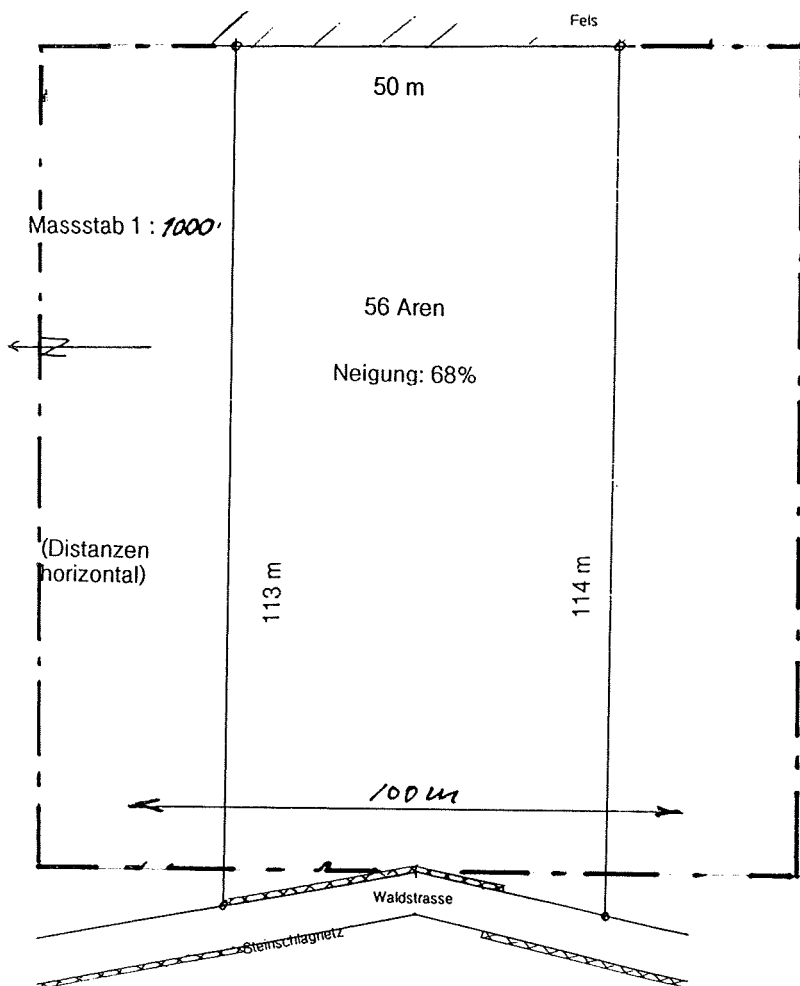 Fels
50 m
Massstab 1 : 1000
56 Aren
N
Neigung: 68%
(Distanzen
horizontal)
113 m
114 m
100 m
Waldstrasse
Steinschlagnetz